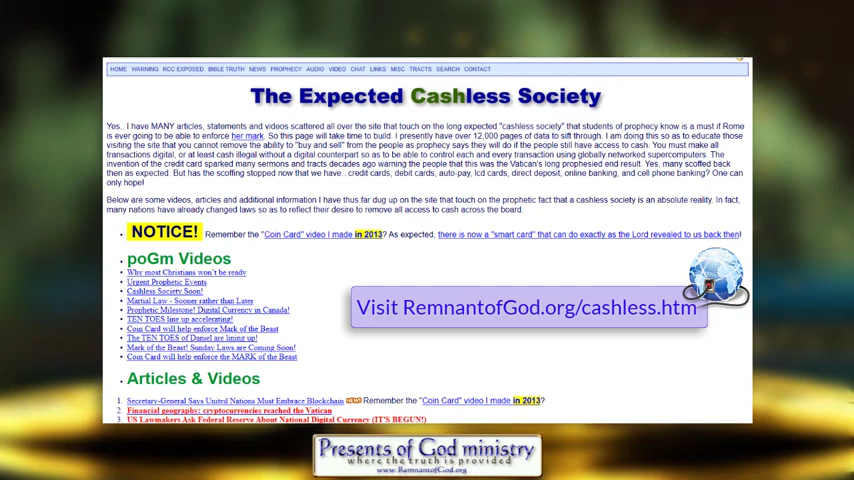 HOME WARNING RCC EXPOSED BIBLE TRUTH NEWS PROPHECY AUDIO VIDEO CHAT LINKS MISC TRACTS SEARCH CONTACT
The Expected Cashless Society
Yes.. I have MANY articles, statements and videos scattered all over the site that touch on the long expected "cashless society" that students of prophecy know is a must if Rome
is ever going to be able to enforce her mark. So this page will take time to build. I presently have over 12,000 pages of data to sift through. I am doing this so as to educate those
visiting the site that you cannot remove the ability to "buy and sell" from the people as prophecy says they will do if the people still have access to cash. You must make all
transactions digital, or at least cash illegal without a digital counterpart so as to be able to control each and every transaction using globally networked supercomputers. The
invention of the credit card sparked many sermons and tracts decades ago warning the people that this was the Vatican's long prophesied end result. Yes, many scoffed back
then as expected. But has the scoffing stopped now that we have.. credit cards, debit cards, auto-pay, lcd cards, direct deposit, online banking, and cell phone banking? One can
only hope!
Below are some videos, articles and additional information I have thus far dug up on the site that touch on the prophetic fact that a cashless society is an absolute reality. In fact,
many nations have already changed laws so as to reflect their desire to remove all access to cash across the board.
• NOTICE! Remember the "Coin Card" video I made in 2013? As expected, there is now a "smart card" that can do exactly as the Lord revealed to us back then!
• poGm Videos
Why most Christians won't be ready
Urgent Prophetic Events
Cashless Society Soon!
Martial Law - Sooner rather than Later
Prophetic Milestone! Digital Currency in Canada!
TEN TOES line up accelerating!
Coin Card will help enforce Mark of the Beast
The TEN TOES of Daniel are lining up!
Mark of the Beast! Sunday Laws are Coming Soon!
Coin Card will help enforce the MARK of the Beast
Visit RemnantofGod.org/cashless.htm
• Articles & Videos
1. Secretary-General Says United Nations Must Embrace Blockchain NEW! Remember the "Coin Card" video I made in 2013?
2. Financial geography: cryptocurrencies reached the Vatican
3. US Lawmakers Ask Federal Reserve About National Digital Currency (IT'S BEGUN!)
Presents of God ministry
where the truth is provided
www.RemnantofGod.org